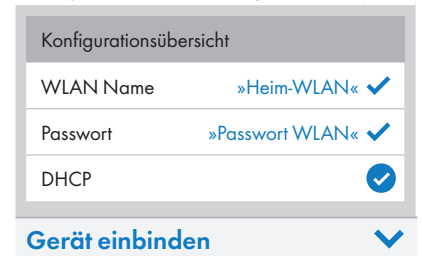 Konfigurationsübersicht
WLAN Name »Heim-WLAN«
Passwort »Passwort WLAN«
DHCP
Gerät einbinden